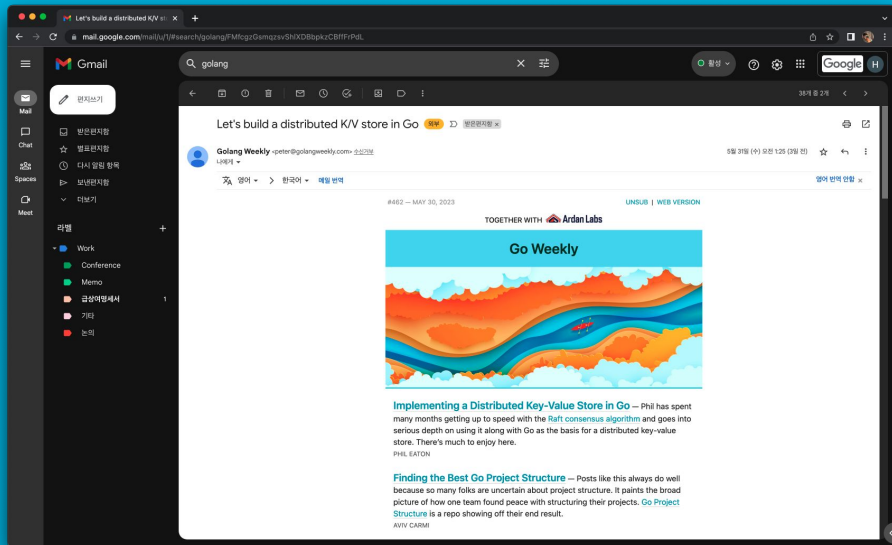 Let's build a distributed K/V sto
mail.google.com/mail/u/1/#search/golang/FMfcgzGsmqzsvShlXDBbpkzCBffFrPdL
Gmail
golang
활성
Google
H
Mail
Chat
Spaces
Meet
편지쓰기
받은편지함
별표편지함
다시 알림 항목
보낸편지함
더보기
라벨
Work
Conference
Memo
급상여명세서 1
기타
논의
38개 중 2개
Let's build a distributed K/V store in Go 외부 받은편지함 ×
Golang Weekly <peter@golangweekly.com> 수신거부
나에게
5월 31일 (수) 오전 1:25 (3일 전)
영어 > 한국어 메일 번역
영어 번역 안함 ×
#462 — MAY 30, 2023
UNSUB | WEB VERSION
TOGETHER WITH Ardan Labs
Go Weekly
Implementing a Distributed Key-Value Store in Go — Phil has spent
many months getting up to speed with the Raft consensus algorithm and goes into
serious depth on using it along with Go as the basis for a distributed key-value
store. There's much to enjoy here.
PHIL EATON
Finding the Best Go Project Structure — Posts like this always do well
because so many folks are uncertain about project structure. It paints the broad
picture of how one team found peace with structuring their projects. Go Project
Structure is a repo showing off their end result.
AVIV CARMI